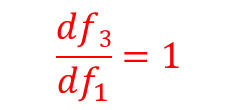 df₃/df₁ = 1